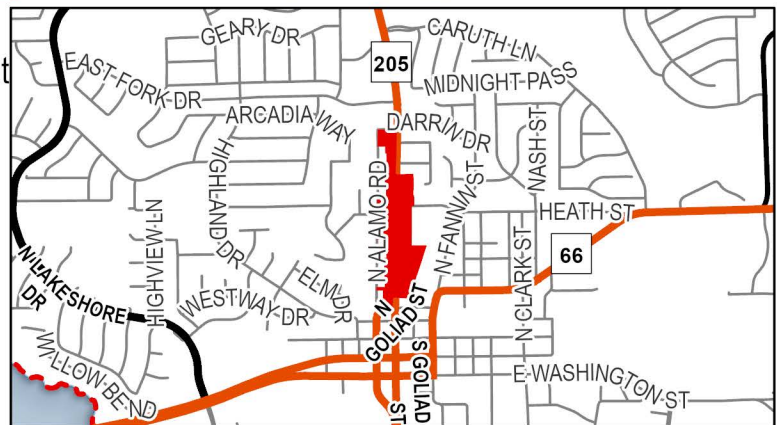 GEARY DR
CARUTH LN
t
205
EAST FORK DR
MIDNIGHT PASS
ARCADIA WAY
DARRIN DR
NASH ST
HIGHLAND DR
N ALAMO RD
N FANNIN ST
HEATH ST
HIGHVIEW LN
66
N CLARK ST
N LAKESHORE
DR
ELM DR
WESTWAY DR
N
GOLIAD ST
S GOLIAD
ST
WILLOW BEND
E WASHINGTON ST